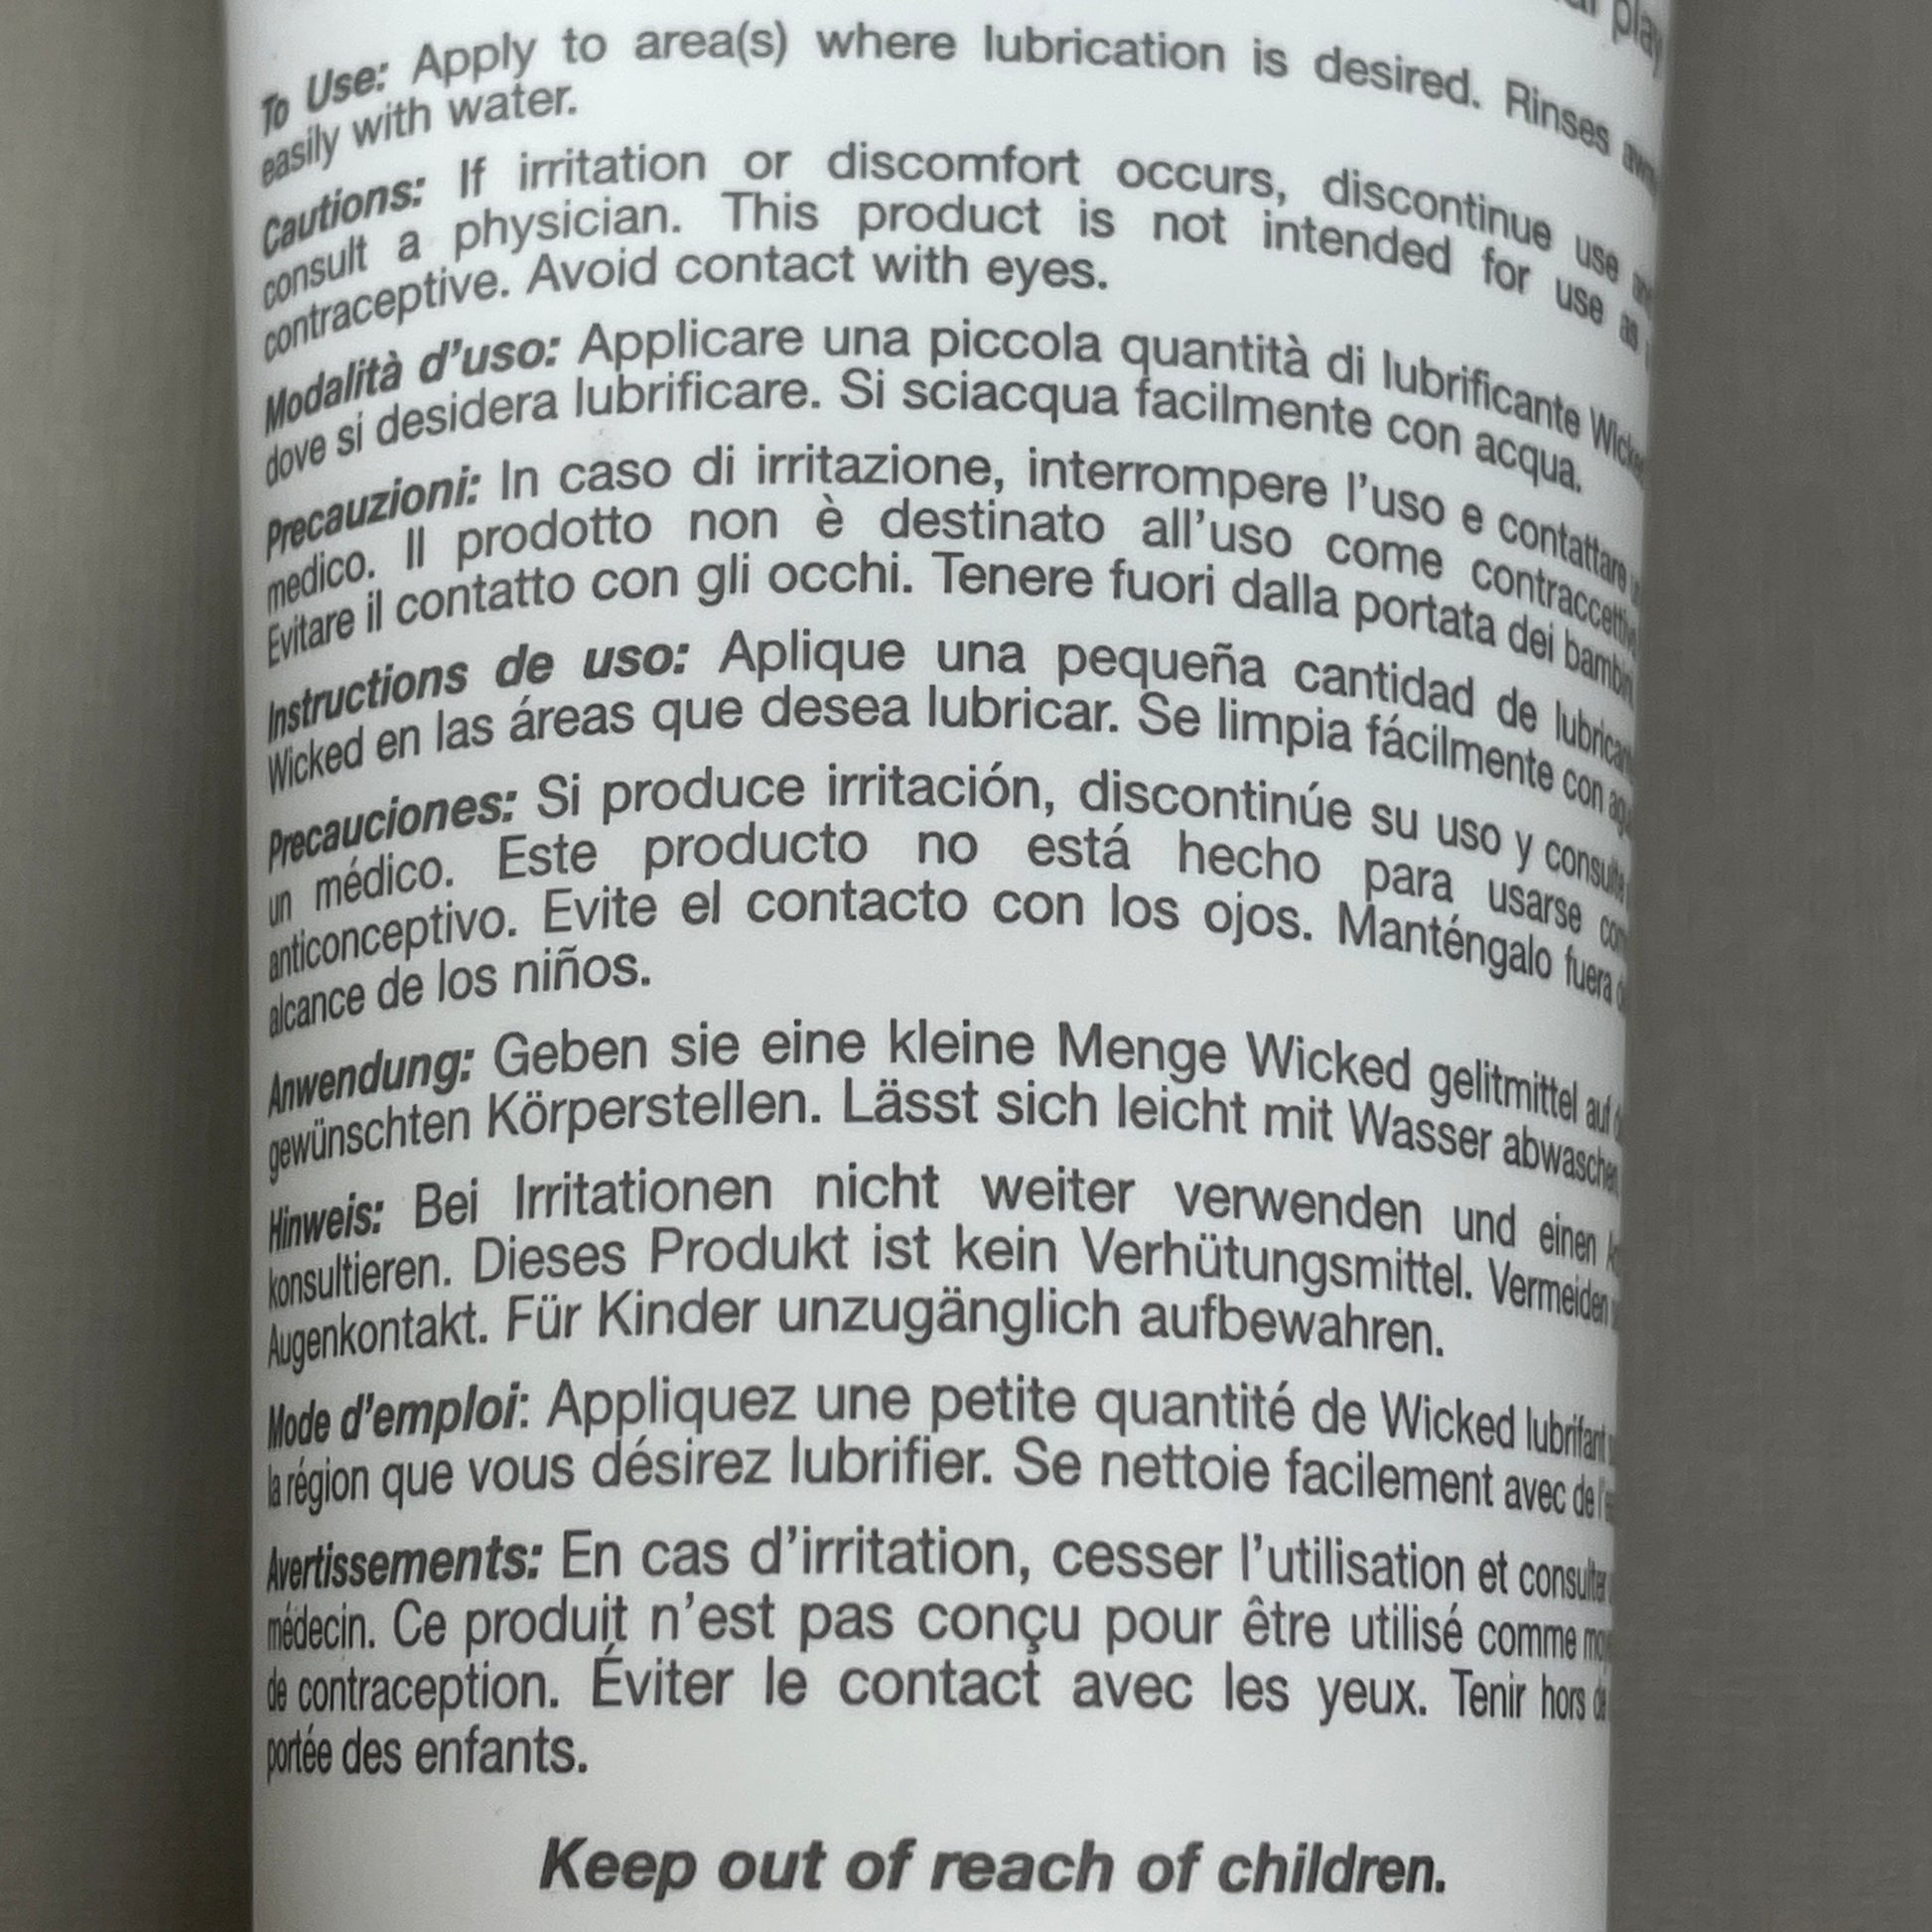 play
To Use: Apply to area(s) where lubrication is desired. Rinses
easily with water.
Cautions: If irritation or discomfort occurs, discontinue use
consult a physician. This product is not intended for use as
contraceptive. Avoid contact with eyes.
Modalità d'uso: Applicare una piccola quantità di lubrificante Wicked
dove si desidera lubrificare. Si sciacqua facilmente con acqua.
Precauzioni: In caso di irritazione, interrompere l'uso e contattare
medico. Il prodotto non è destinato all'uso come
Evitare il contatto con gli occhi. Tenere fuori dalla portata dei
Instructions de uso: Aplique una pequeña cantidad de
Wicked en las áreas que desea lubricar. Se limpia fácilmente con
Precauciones: Si produce irritación, discontinúe su uso y consulte
un médico. Este producto no está hecho para usarse
anticonceptivo. Evite el contacto con los ojos. Manténgalo fuera
alcance de los niños.
Anwendung: Geben sie eine kleine Menge Wicked gelitmittel auf
gewünschten Körperstellen. Lässt sich leicht mit Wasser
Hinweis: Bei Irritationen nicht weiter verwenden und einen
konsultieren. Dieses Produkt ist kein Verhütungsmittel. Vermeiden
Augenkontakt. Für Kinder unzugänglich aufbewahren.
Mode d'emploi: Appliquez une petite quantité de Wicked lubrifant
la région que vous désirez lubrifier. Se nettoie facilement avec de
Avertissements: En cas d'irritation, cesser l'utilisation et consulter
médecin. Ce produit n'est pas conçu pour être utilisé comme
de contraception. Éviter le contact avec les yeux. Tenir hors
portée des enfants.
Keep out of reach of children.